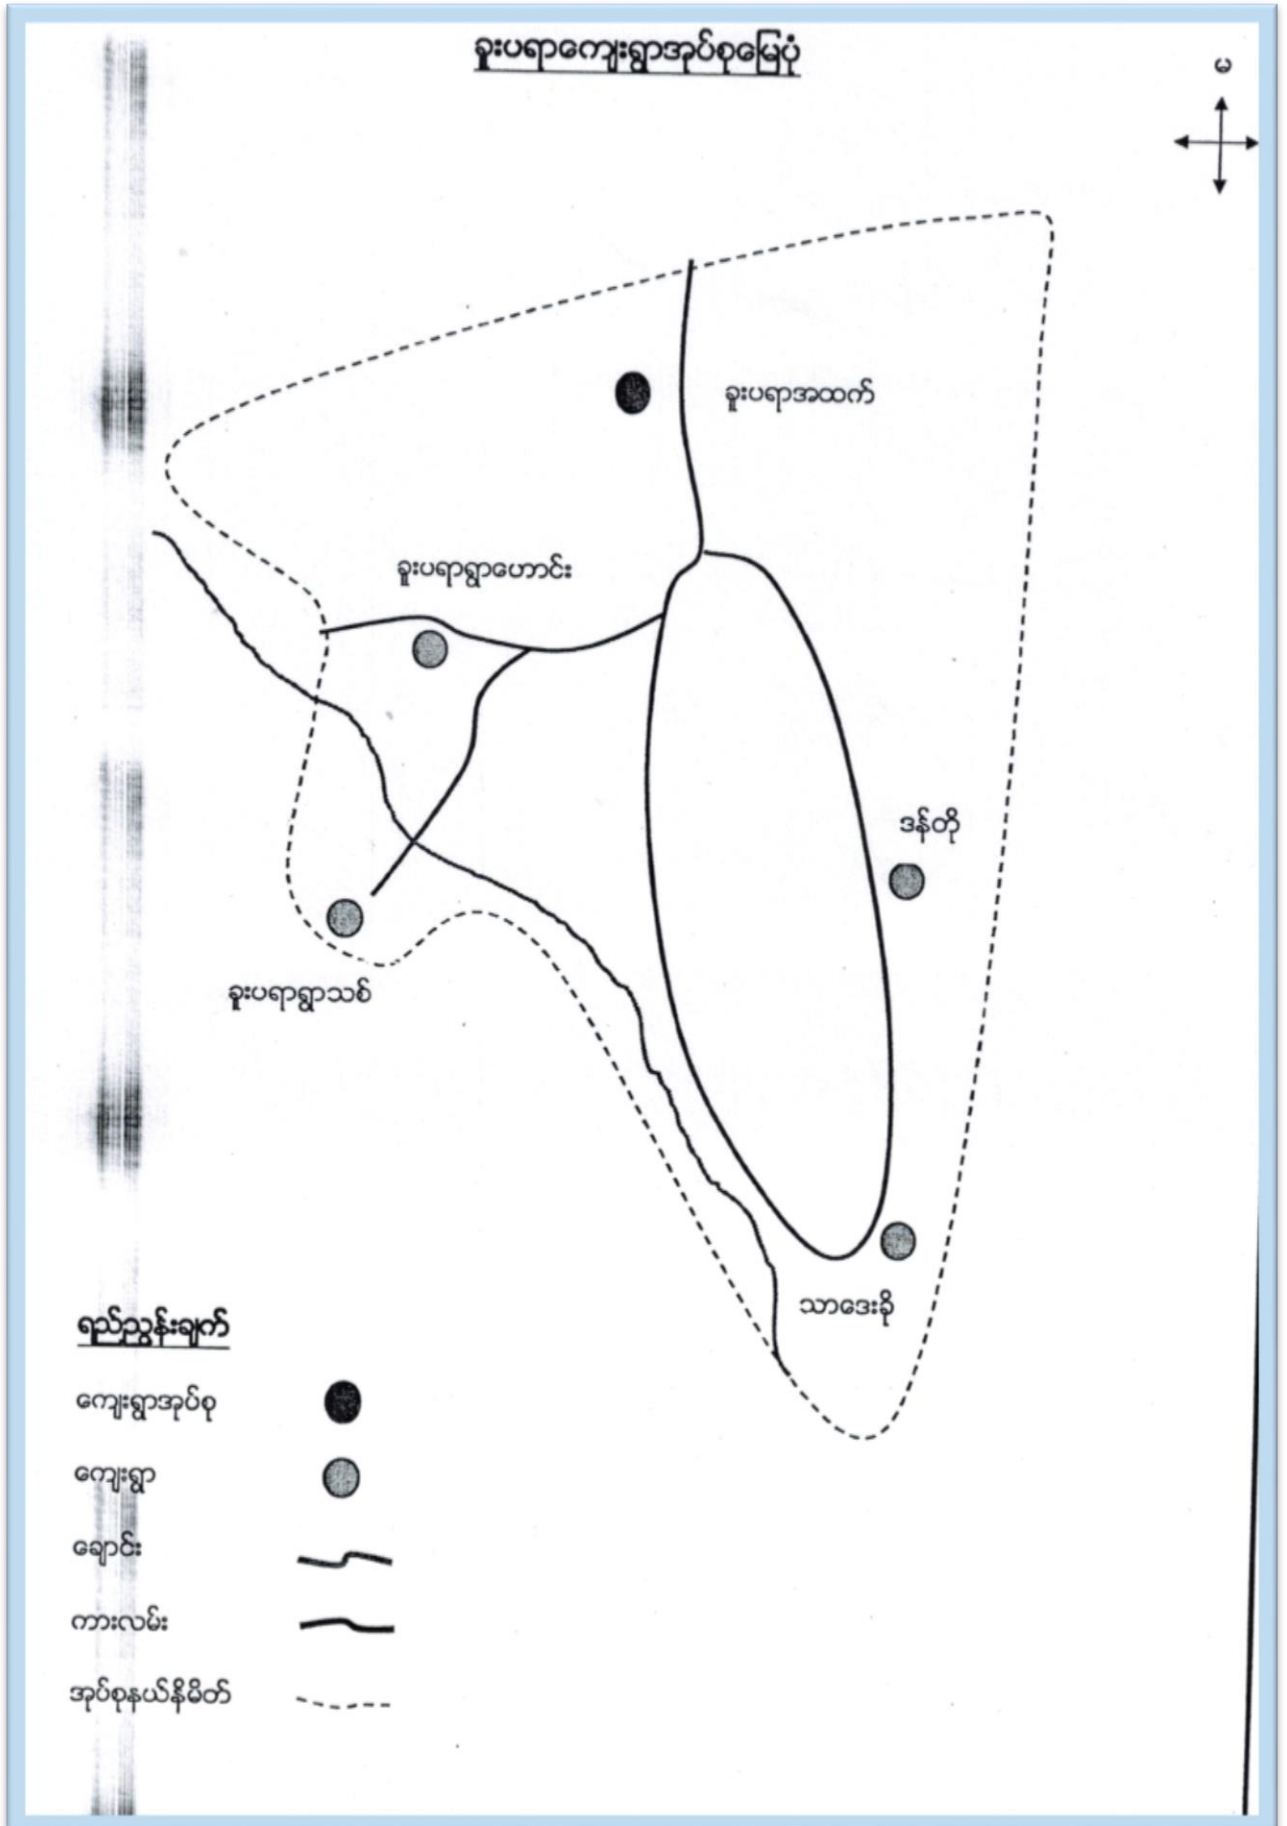 ခူးပရာကျေးရွာအုပ်စုမြေပုံ
မ
ခူးပရာအထက်
ခူးပရာရွာဟောင်း
ဒန်တို
ခူးပရာရွာသစ်
သာဒေးခို
ရည်ညွှန်းချက်
ကျေးရွာအုပ်စု
ကျေးရွာ
ချောင်း
ကားလမ်း
အုပ်စုနယ်နိမိတ်